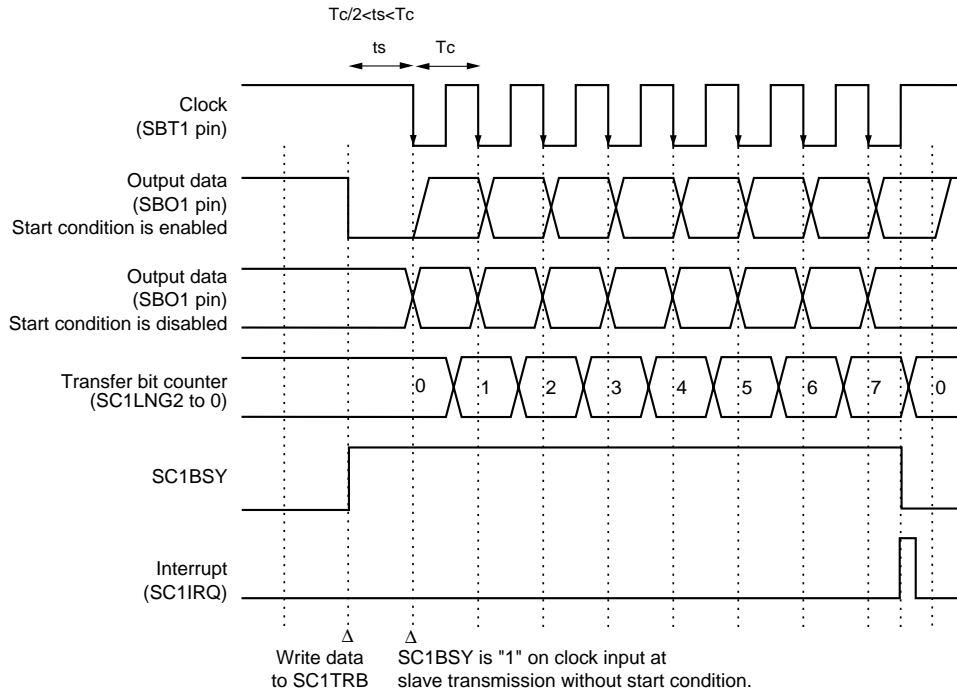 Tc/2<ts<Tc
ts
Tc
Clock
(SBT1 pin)
Output data
(SBO1 pin)
Start condition is enabled
Output data
(SBO1 pin)
Start condition is disabled
Transfer bit counter
(SC1LNG2 to 0)
0 1 2 3 4 5 6 7 0
SC1BSY
Interrupt
(SC1IRQ)
Δ Δ
Write data
to SC1TRB
SC1BSY is "1" on clock input at
slave transmission without start condition.